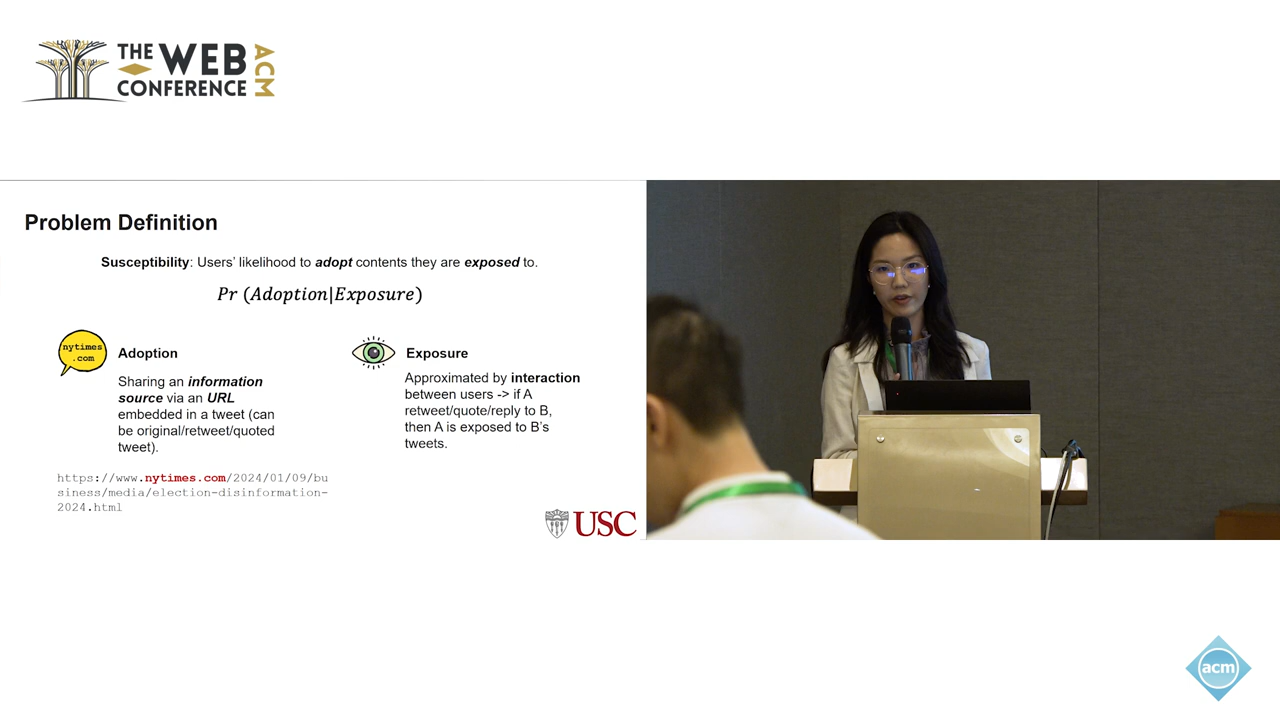 THE WEB
CONFERENCE
ACM
Problem Definition
Susceptibility: Users' likelihood to adopt contents they are exposed to.
Pr (Adoption|Exposure)
nytimes
.com
Adoption
Sharing an information
source via an URL
embedded in a tweet (can
be original/retweet/quoted
tweet).
https://www.nytimes.com/2024/01/09/bu
siness/media/election-disinformation-
2024.html
Exposure
Approximated by interaction
between users -> if A
retweet/quote/reply to B,
then A is exposed to B's
tweets.
USC
acm